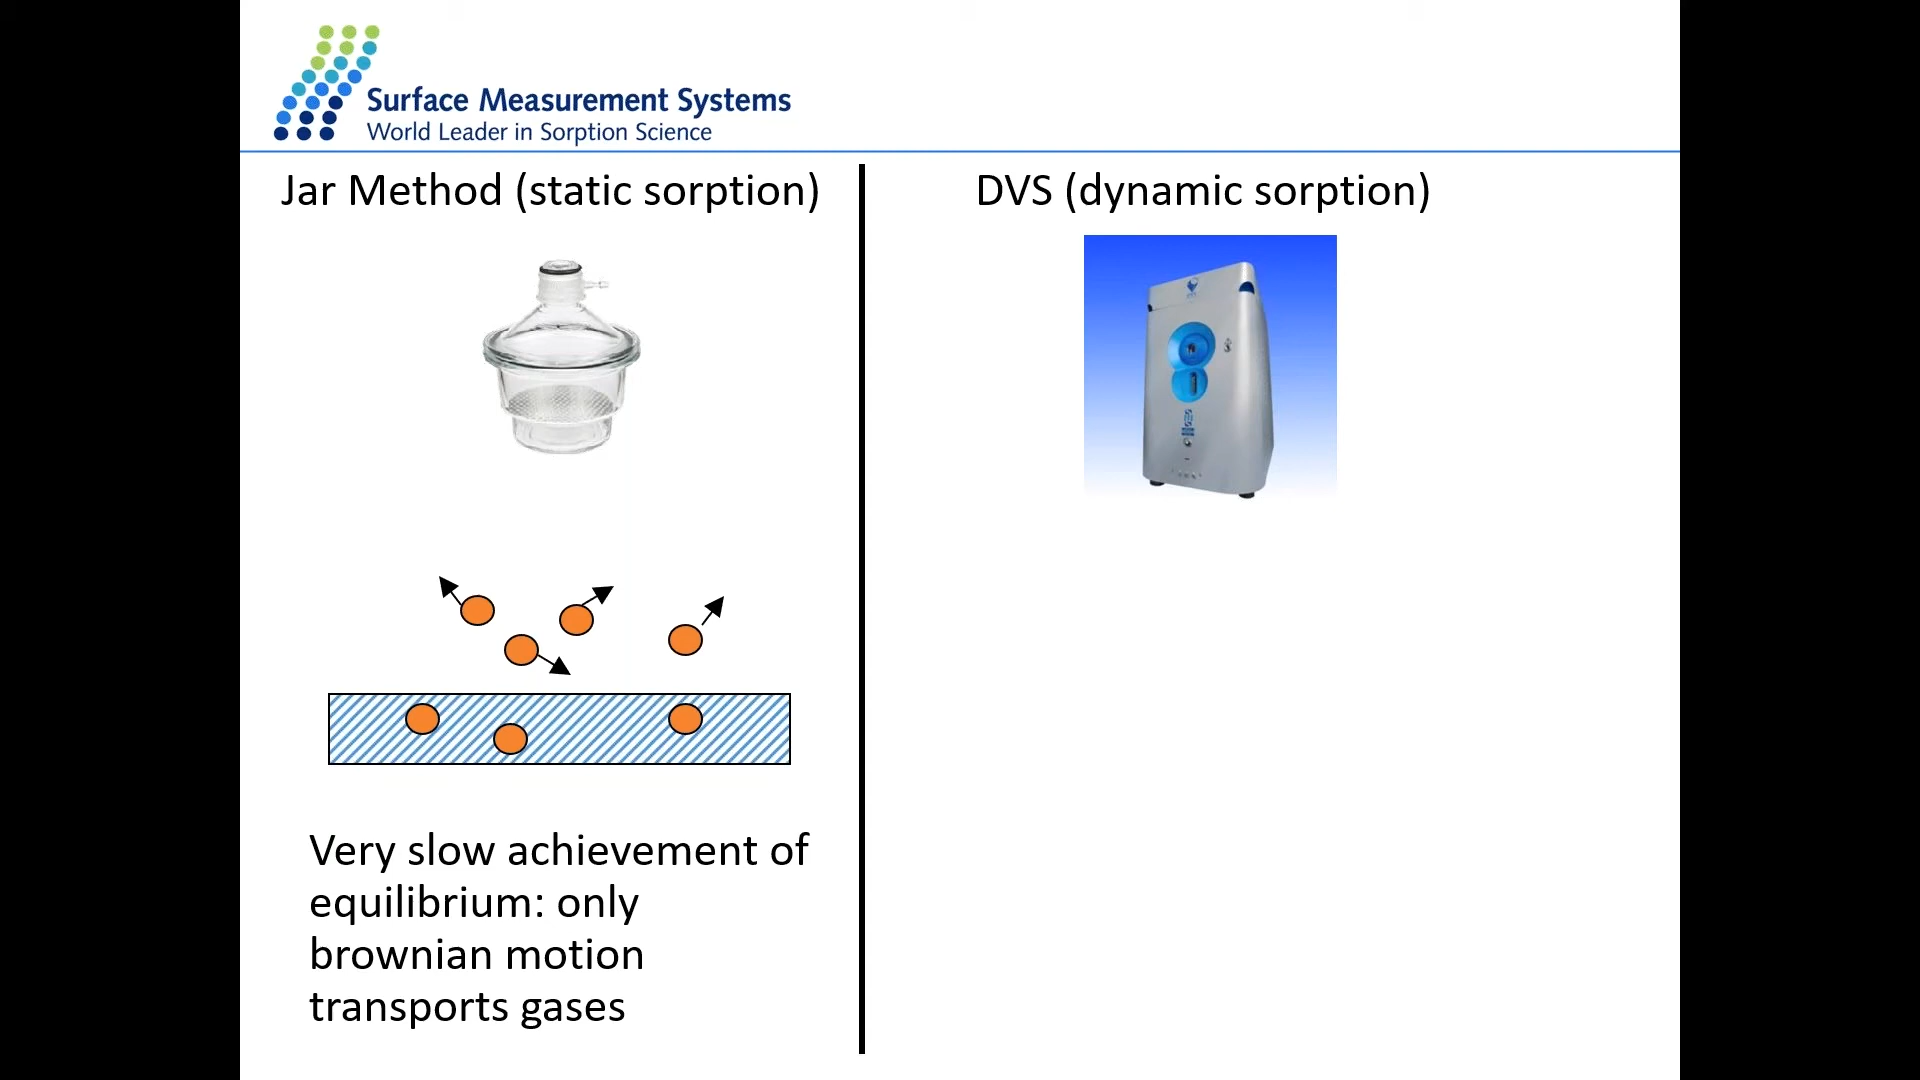 Surface Measurement Systems
World Leader in Sorption Science
Jar Method (static sorption)
DVS (dynamic sorption)
Very slow achievement of
equilibrium: only
brownian motion
transports gases